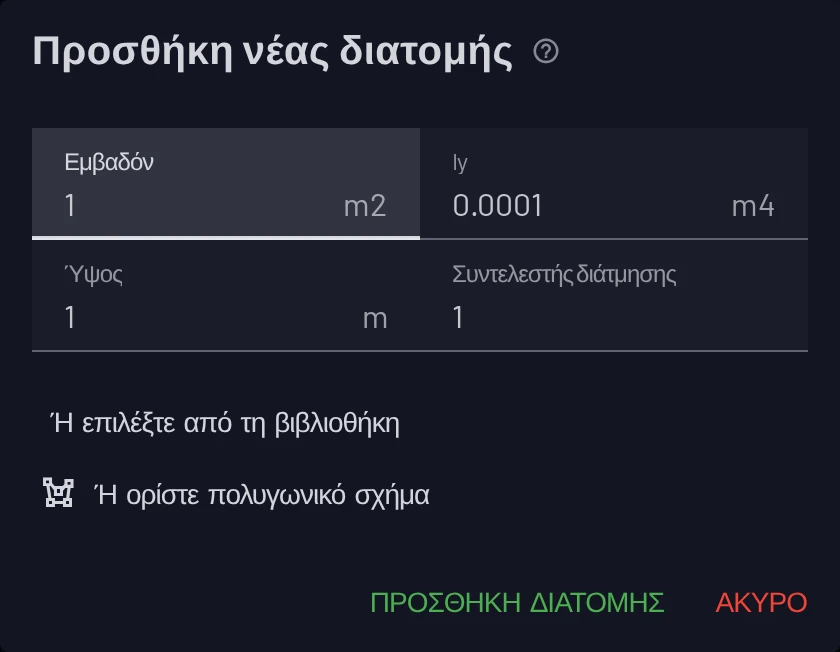 Προσθήκη νέας διατομής
Εμβαδόν
1 m2
Iy
0.0001 m4
Ύψος
1 m
Συντελεστής διάτμησης
1
Ή επιλέξτε από τη βιβλιοθήκη
Ή ορίστε πολυγωνικό σχήμα
ΠΡΟΣΘΗΚΗ ΔΙΑΤΟΜΗΣ ΑΚΥΡΟ